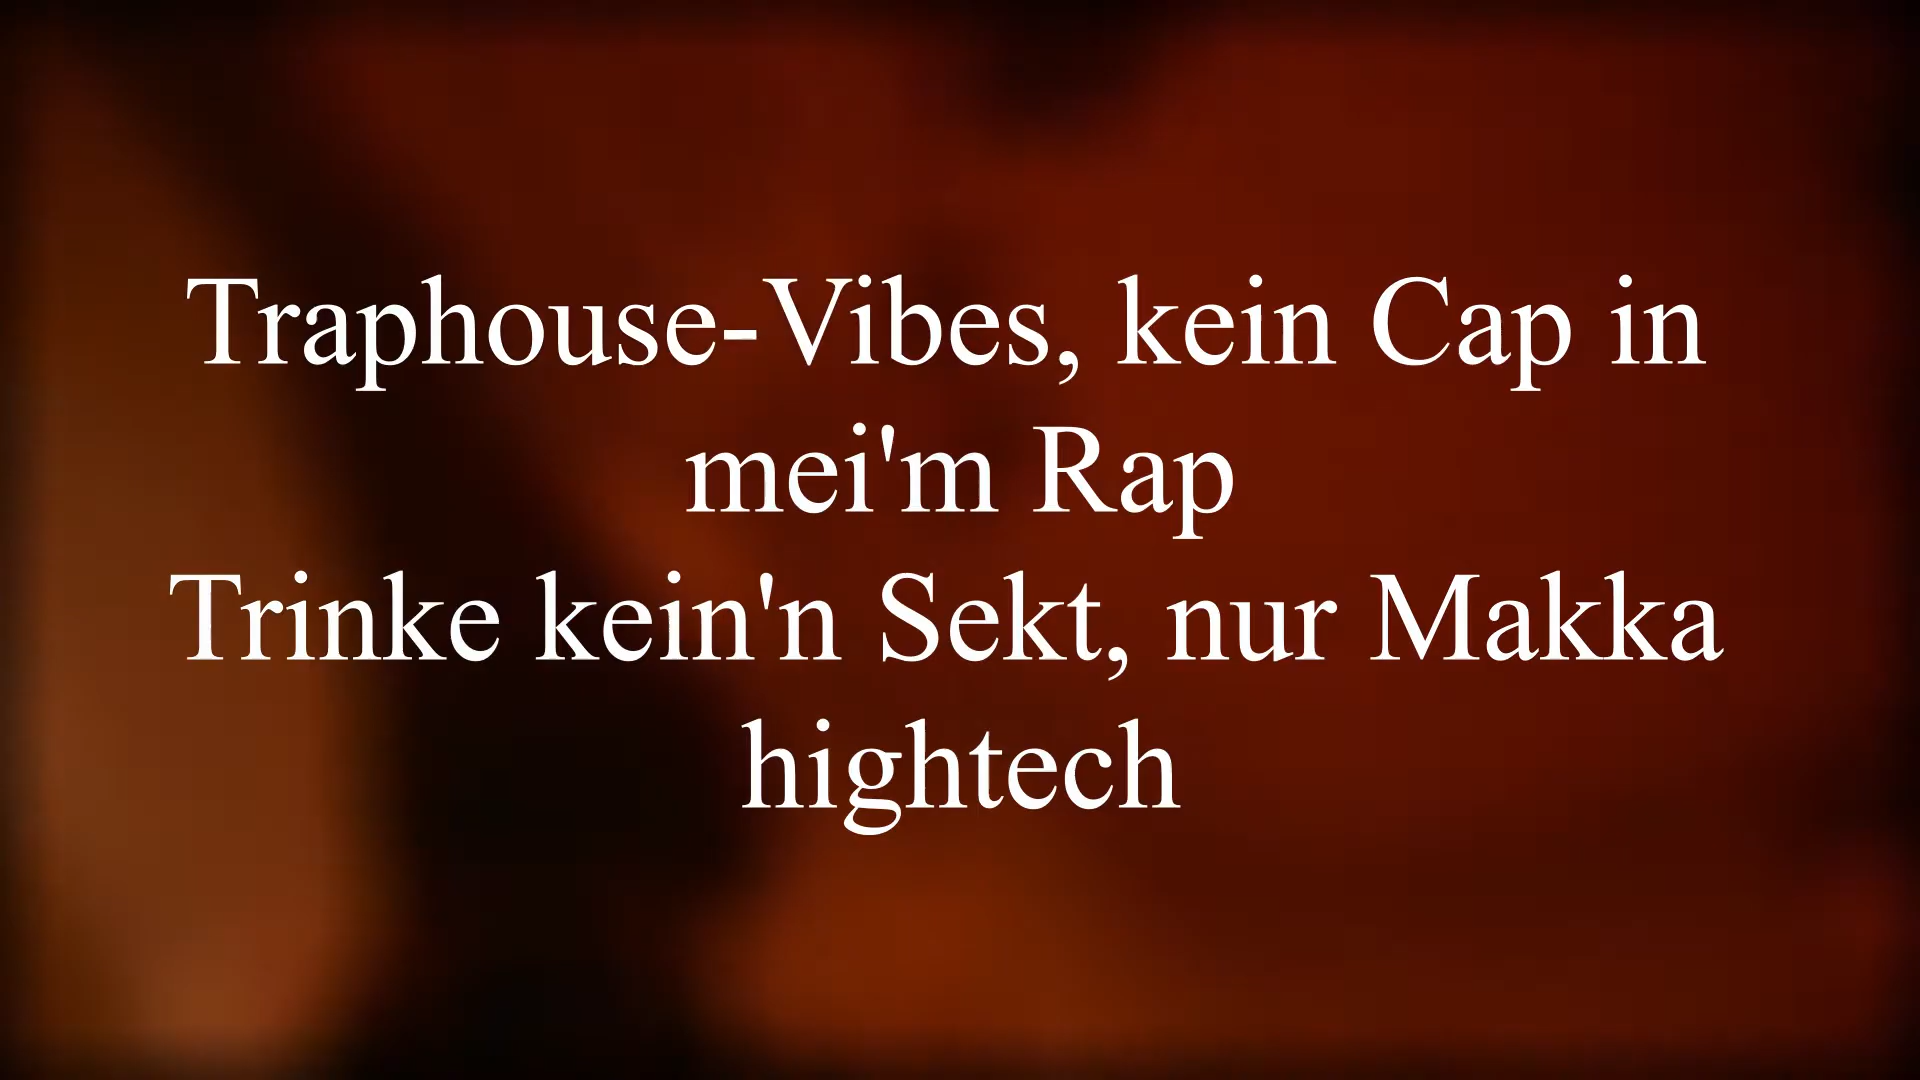 Traphouse-Vibes, kein Cap in
mei'm Rap
Trinke kein'n Sekt, nur Makka
hightech